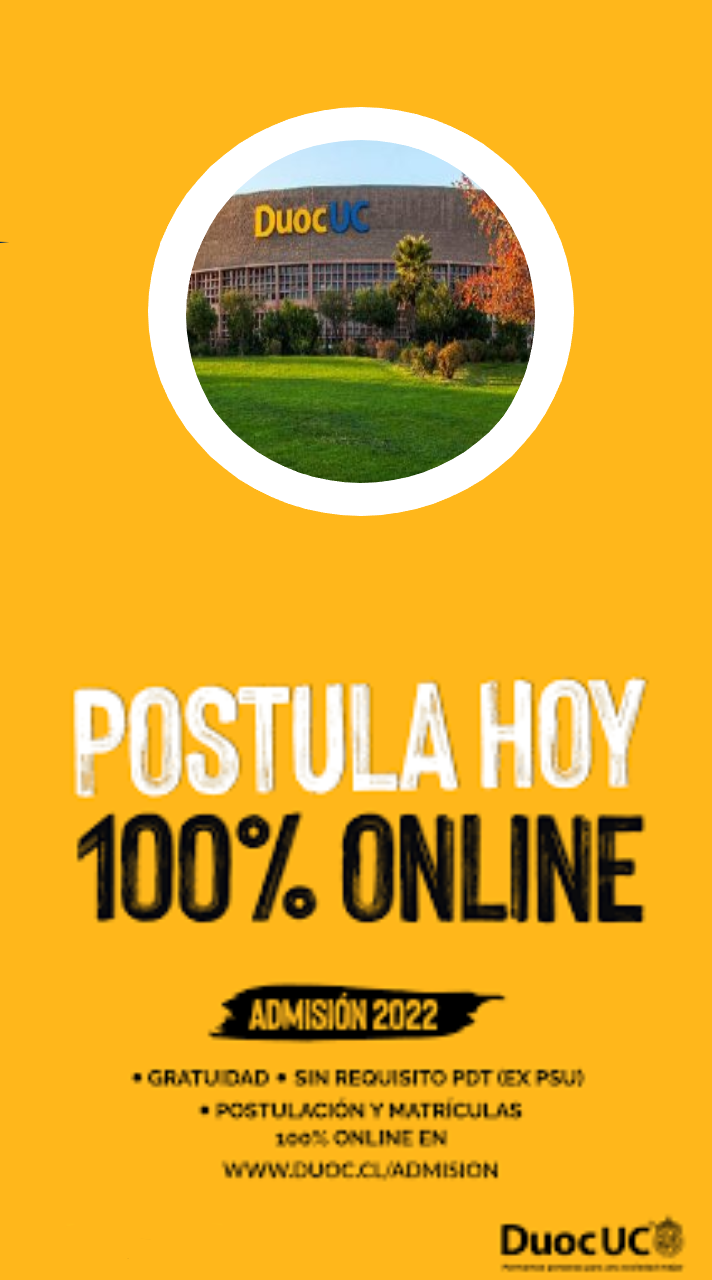 DuocUC
POSTULA HOY
100% ONLINE
ADMISIÓN 2022
• GRATUIDAD • SIN REQUISITO PDT (EX PSU)
• POSTULACIÓN Y MATRÍCULAS
100% ONLINE EN
WWW.DUOC.CL/ADMISION
DuocUC